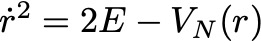 ṙ² = 2E − V_N(r)